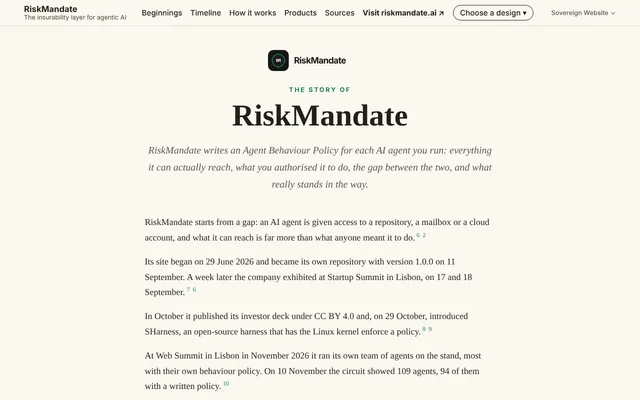 RiskMandate
The insurability layer for agentic AI
Beginnings Timeline How it works Products Sources Visit riskmandate.ai ↗ Choose a design ▾ Sovereign Website
RiskMandate
THE STORY OF
RiskMandate
RiskMandate writes an Agent Behaviour Policy for each AI agent you run: everything
it can actually reach, what you authorised it to do, the gap between the two, and what
really stands in the way.
RiskMandate starts from a gap: an AI agent is given access to a repository, a mailbox or a cloud
account, and what it can reach is far more than what anyone meant it to do. 6 2
Its site began on 29 June 2026 and became its own repository with version 1.0.0 on 11
September. A week later the company exhibited at Startup Summit in Lisbon, on 17 and 18
September. 7 6
In October it published its investor deck under CC BY 4.0 and, on 29 October, introduced
SHarness, an open-source harness that has the Linux kernel enforce a policy. 8 9
At Web Summit in Lisbon in November 2026 it ran its own team of agents on the stand, most
with their own behaviour policy. On 10 November the circuit showed 109 agents, 94 of them
with a written policy. 10